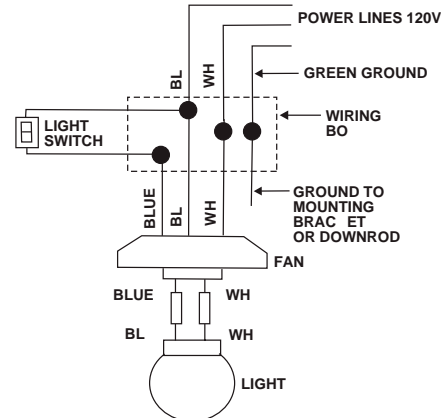 POWER LINES 120V
BL
WH
GREEN GROUND
LIGHT
SWITCH
WIRING
BO
BLUE
BL
WH
GROUND TO
MOUNTING
BRAC ET
OR DOWNROD
FAN
BLUE
WH
BL
WH
LIGHT